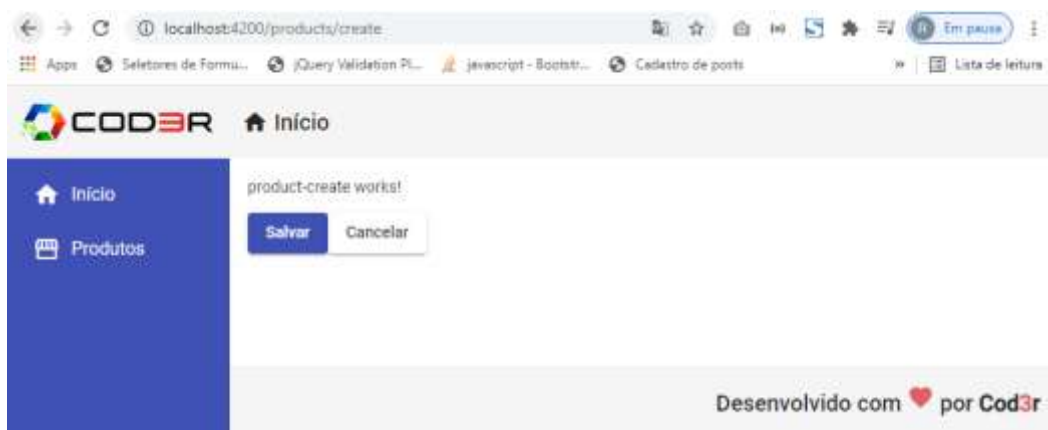 localhost:4200/products/create Em pausa
Apps Seletores de Formu... jQuery Validation Pl... javascript - Bootstr... Cadastro de posts » Lista de leitura
COD3R Início
Início
Produtos
product-create works!
Salvar Cancelar
Desenvolvido com ❤ por Cod3r